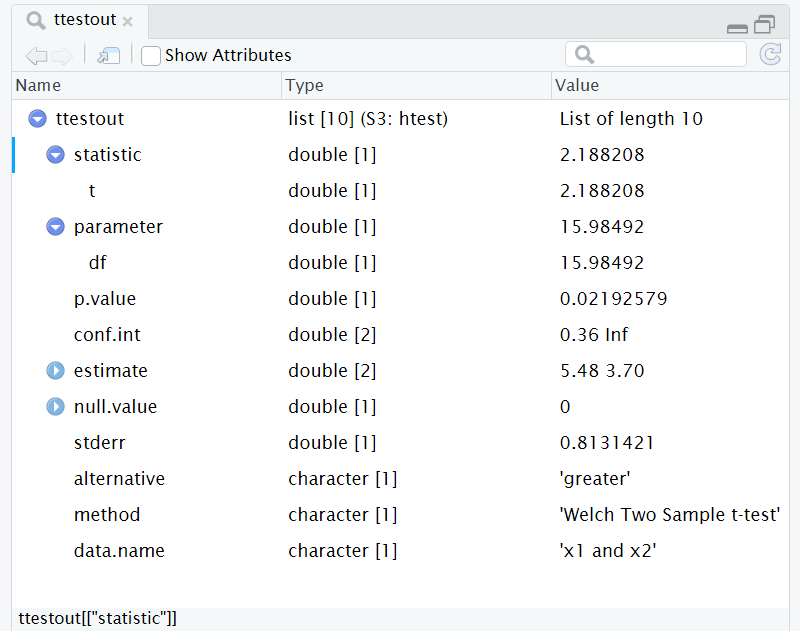 ttestout
Show Attributes
Name Type Value
ttestout list [10] (S3: htest) List of length 10
statistic double [1] 2.188208
t double [1] 2.188208
parameter double [1] 15.98492
df double [1] 15.98492
p.value double [1] 0.02192579
conf.int double [2] 0.36 Inf
estimate double [2] 5.48 3.70
null.value double [1] 0
stderr double [1] 0.8131421
alternative character [1] 'greater'
method character [1] 'Welch Two Sample t-test'
data.name character [1] 'x1 and x2'
ttestout[["statistic"]]